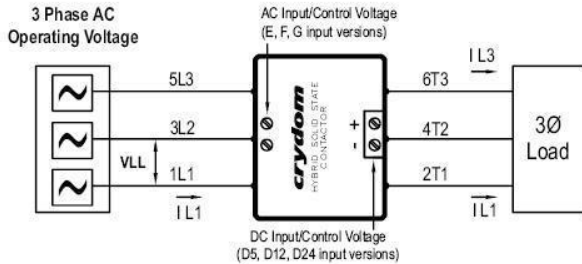 3 Phase AC
Operating Voltage
AC Input/Control Voltage
(E, F, G input versions)
5L3
3L2
VLL
1L1
I L1
crydom
HYBRID SOLID STATE
CONTACTOR
+
-
6T3
I L3
4T2
2T1
I L1
3Ø
Load
DC Input/Control Voltage
(D5, D12, D24 input versions)